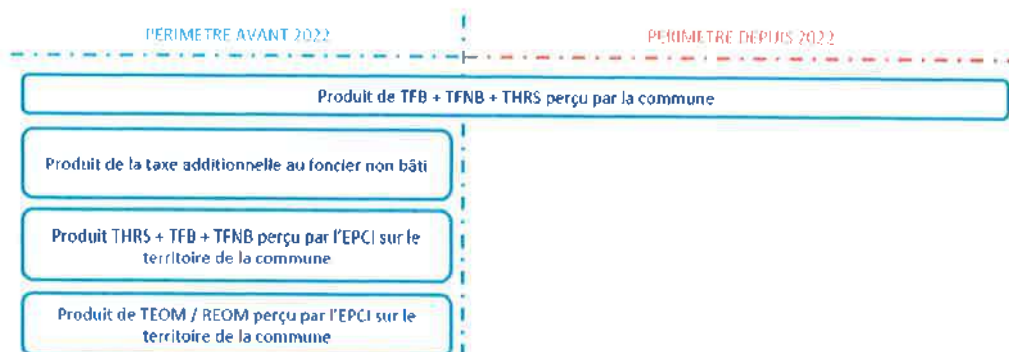 PÉRIMETRE AVANT 2022
PÉRIMETRE DEPUIS 2022
Produit de TFB + TFNB + THRS perçu par la commune
Produit de la taxe additionnelle au foncier non bâti
Produit THRS + TFB + TFNB perçu par l'EPCI sur le
territoire de la commune
Produit de TEOM / REOM perçu par l'EPCI sur le
territoire de la commune